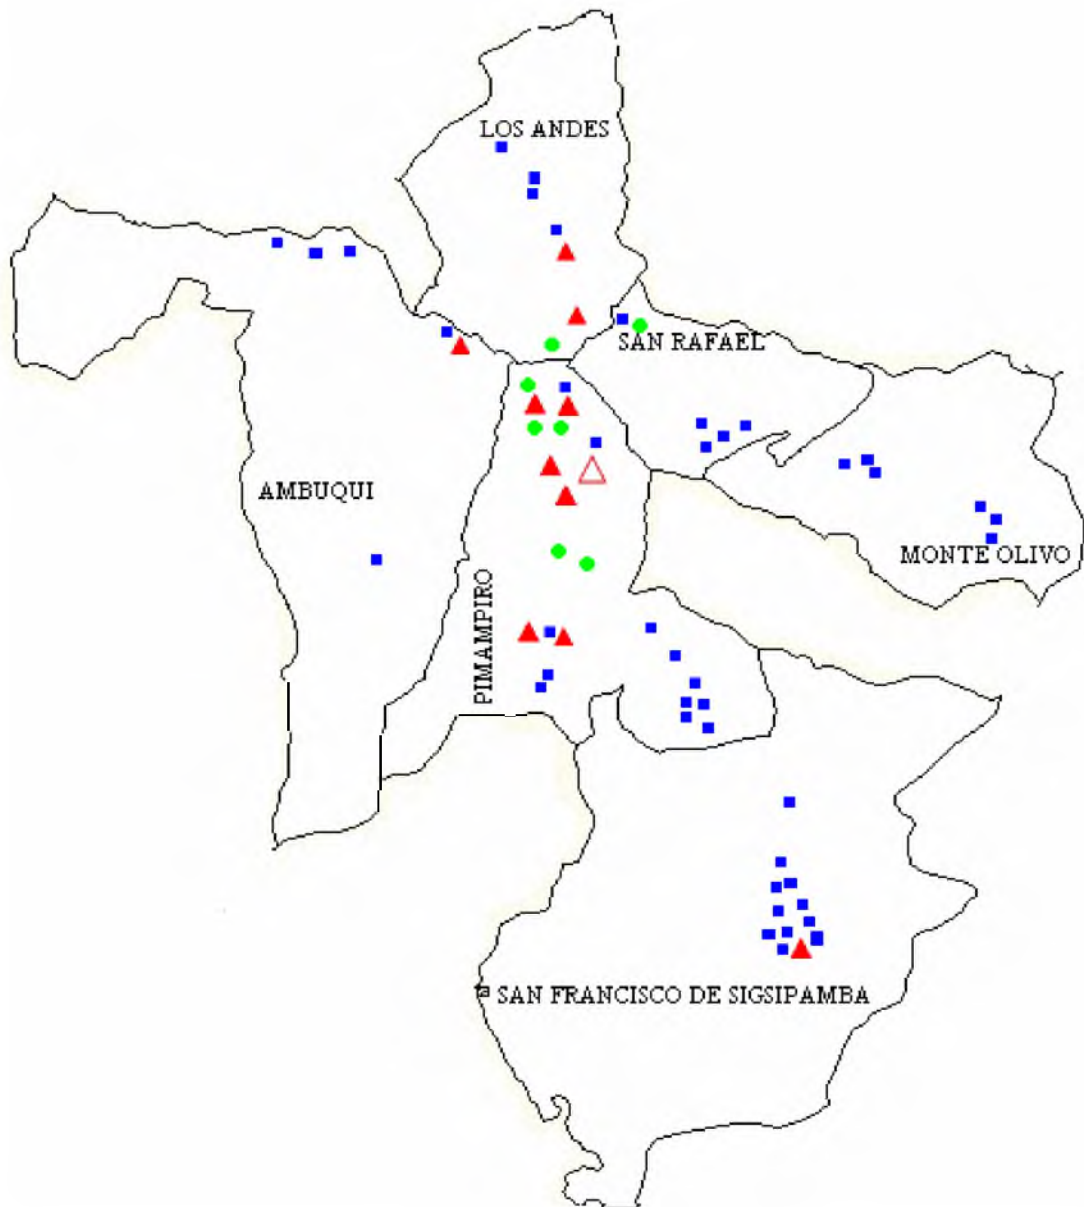 LOS ANDES
SAN RAFAEL
AMBUQUI
MONTE OLIVO
PIMAMPIRO
SAN FRANCISCO DE SIGSIPAMBA